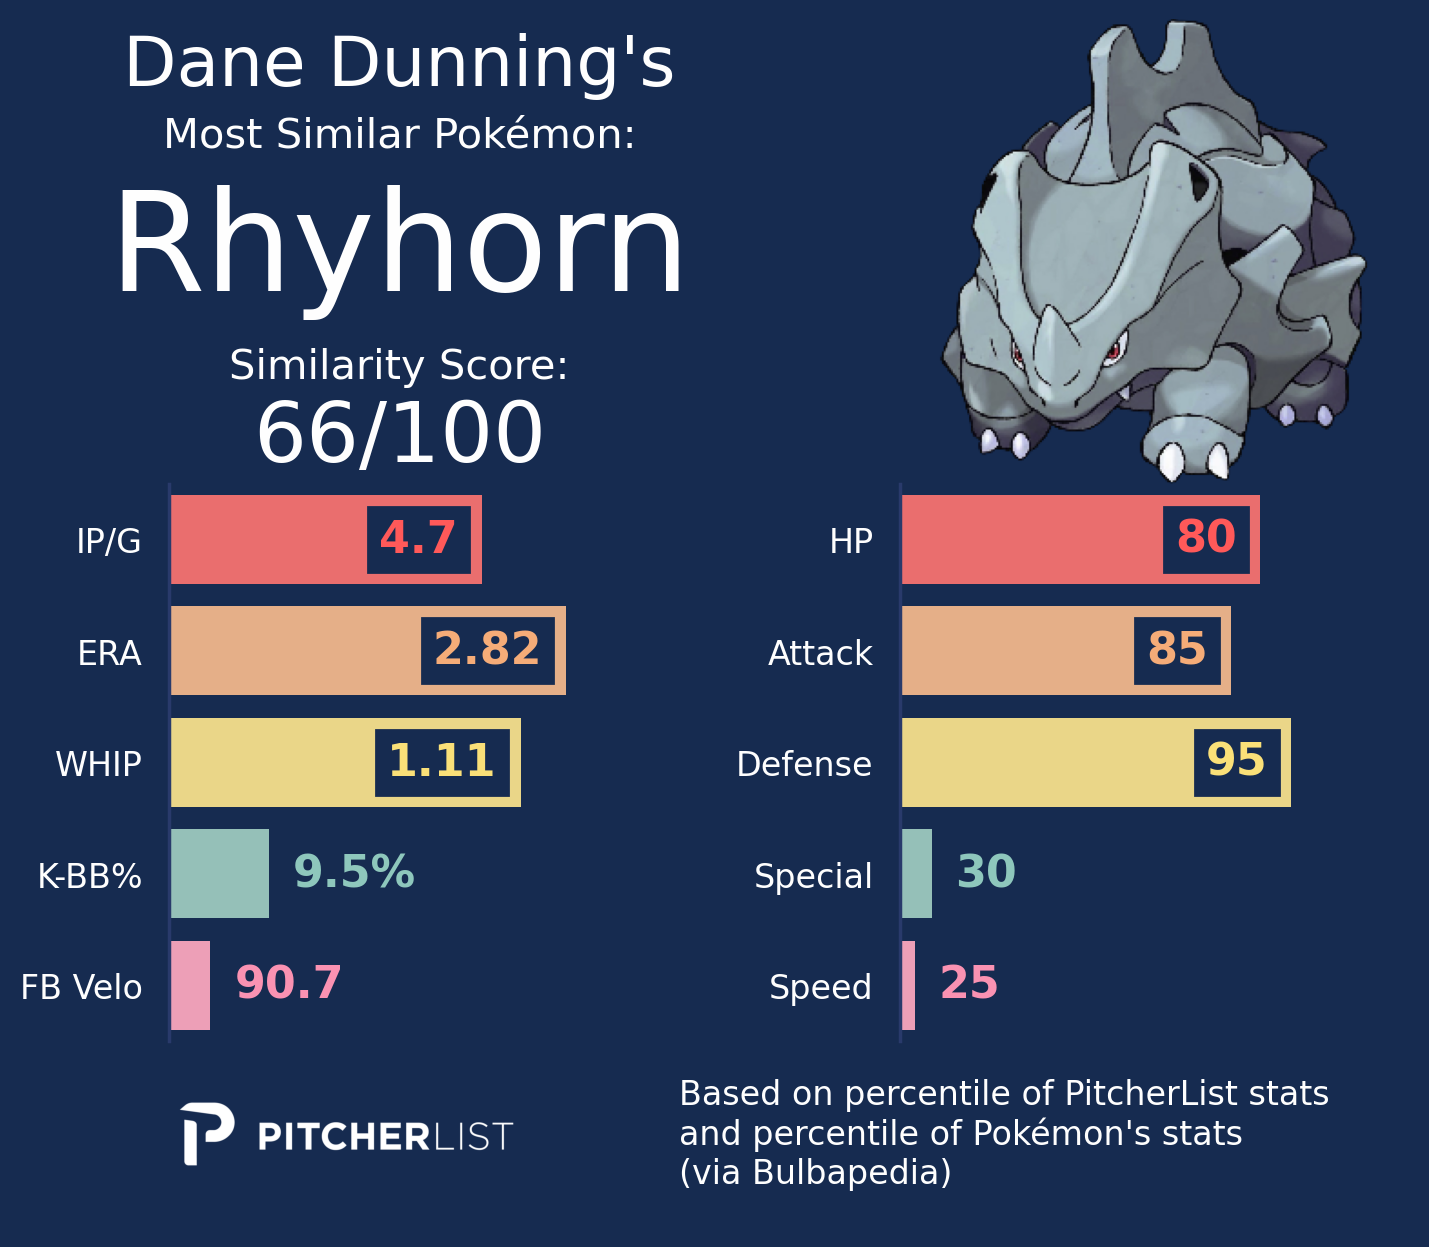 Dane Dunning's
Most Similar Pokémon:
Rhyhorn
Similarity Score:
66/100
IP/G 4.7
ERA 2.82
WHIP 1.11
K-BB% 9.5%
FB Velo 90.7
HP 80
Attack 85
Defense 95
Special 30
Speed 25
PITCHERLIST
Based on percentile of PitcherList stats
and percentile of Pokémon's stats
(via Bulbapedia)